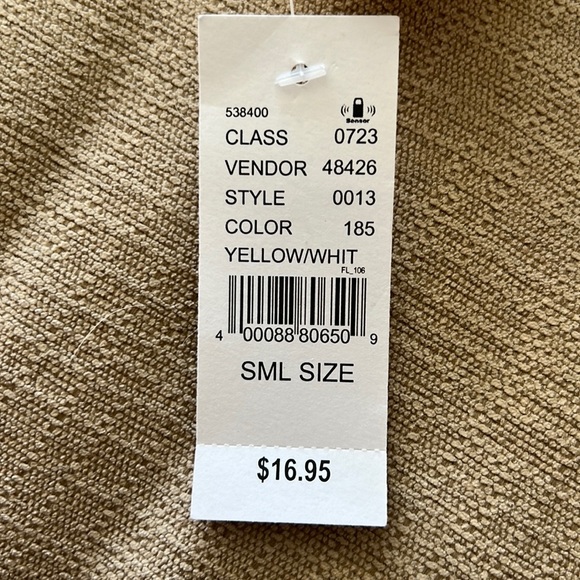 538400
((( ))) Sensor
CLASS 0723
VENDOR 48426
STYLE 0013
COLOR 185
YELLOW/WHIT
FL_106
4 00088 80650 9
SML SIZE
$16.95